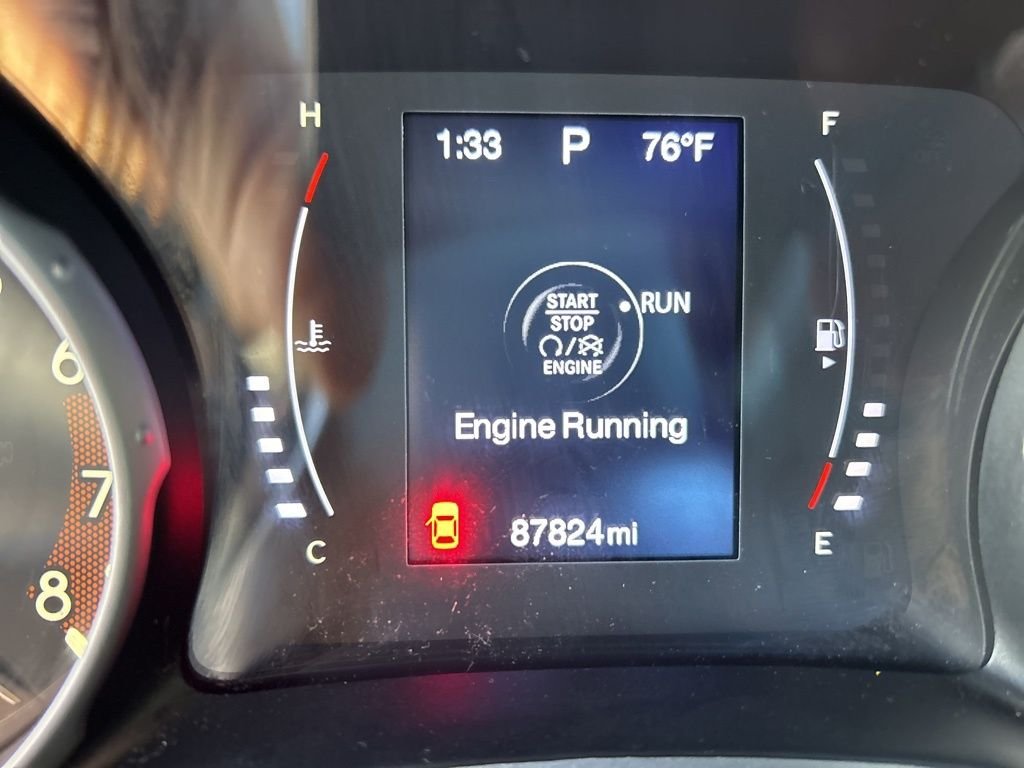 H
F
1:33 P 76°F
START
STOP
RUN
ENGINE
Engine Running
6
7
8
87824mi
C
E